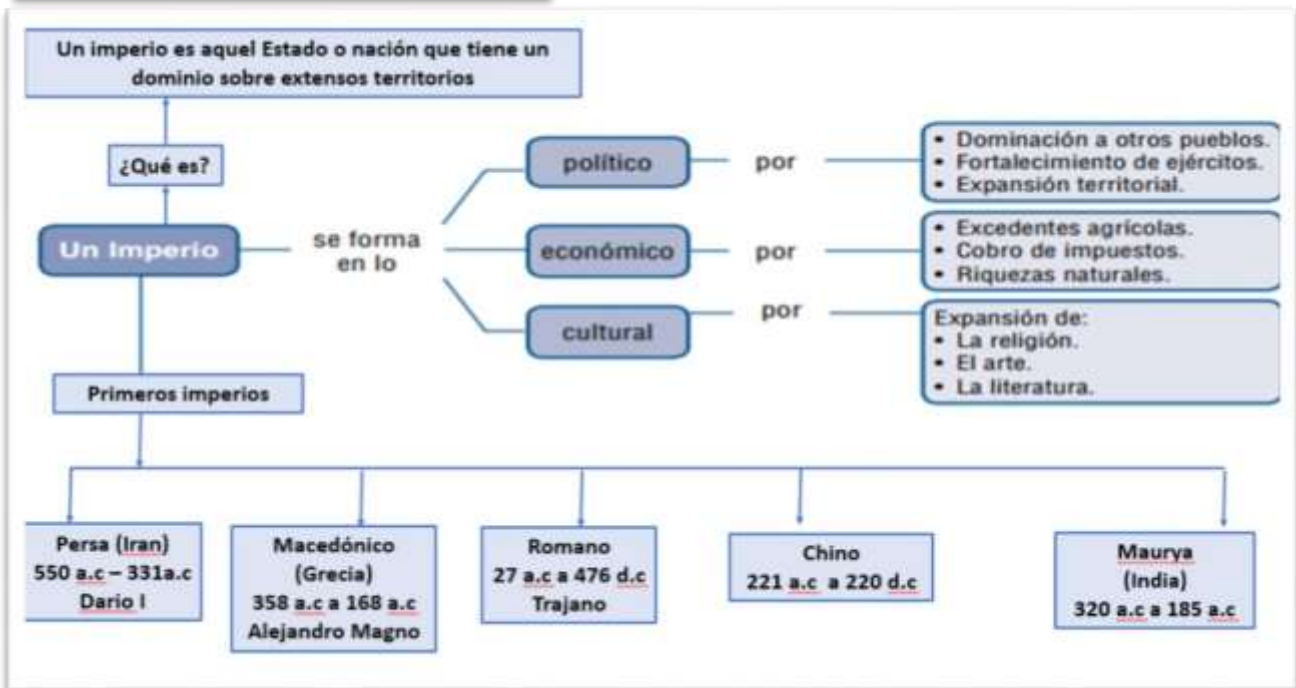 Un imperio es aquel Estado o nación que tiene un
dominio sobre extensos territorios
¿Qué es?
Un Imperio
se forma
en lo
político
por
• Dominación a otros pueblos.
• Fortalecimiento de ejércitos.
• Expansión territorial.
económico
por
• Excedentes agrícolas.
• Cobro de impuestos.
• Riquezas naturales.
cultural
por
Expansión de:
• La religión.
• El arte.
• La literatura.
Primeros imperios
Persa (Iran)
550 a.c – 331a.c
Dario I
Macedónico
(Grecia)
358 a.c a 168 a.c
Alejandro Magno
Romano
27 a.c a 476 d.c
Trajano
Chino
221 a.c a 220 d.c
Maurya
(India)
320 a.c a 185 a.c